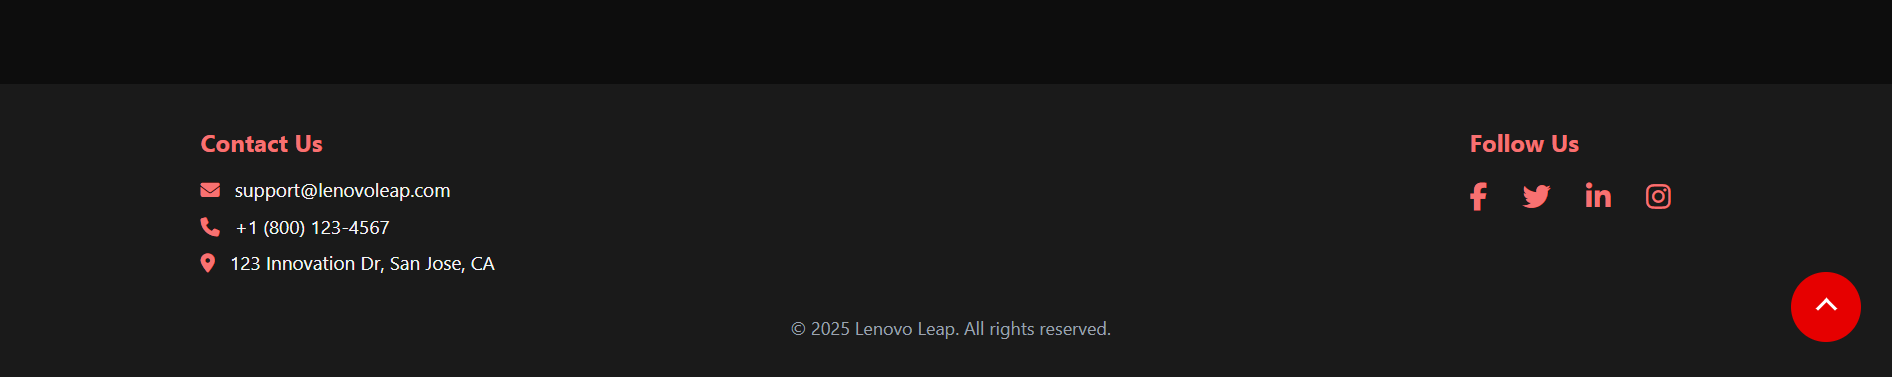 Contact Us
support@lenovoleap.com
+1 (800) 123-4567
123 Innovation Dr, San Jose, CA
Follow Us
© 2025 Lenovo Leap. All rights reserved.